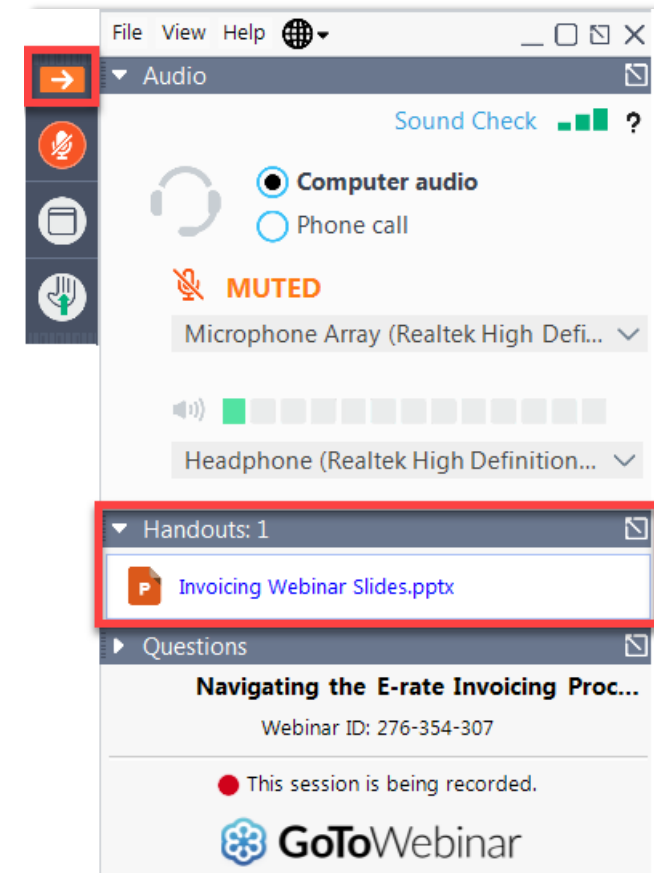 File View Help
Audio
Sound Check ?
Computer audio
Phone call
MUTED
Microphone Array (Realtek High Defi...
Headphone (Realtek High Definition...
Handouts: 1
P Invoicing Webinar Slides.pptx
Questions
Navigating the E-rate Invoicing Proc...
Webinar ID: 276-354-307
This session is being recorded.
GoToWebinar